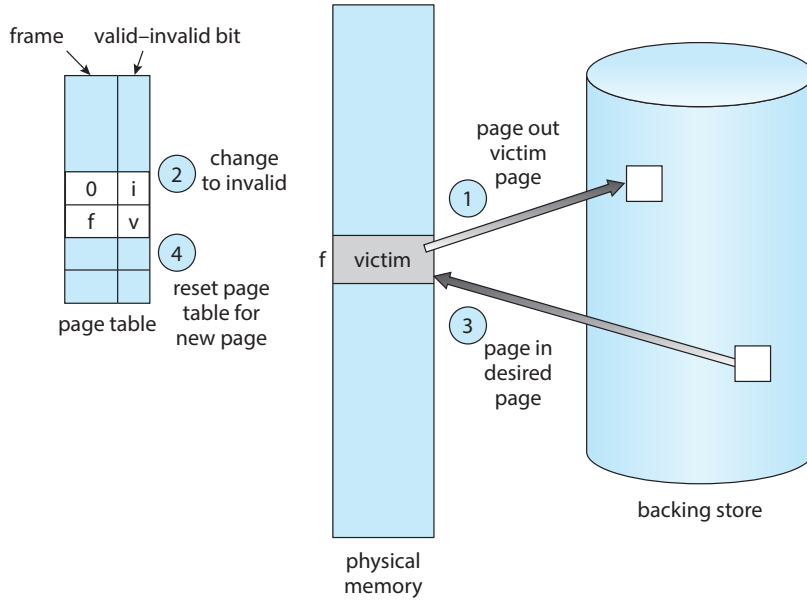 frame
valid–invalid bit
0
i
f
v
2
change
to invalid
4
reset page
table for
new page
page table
f
victim
physical
memory
1
page out
victim
page
3
page in
desired
page
backing store